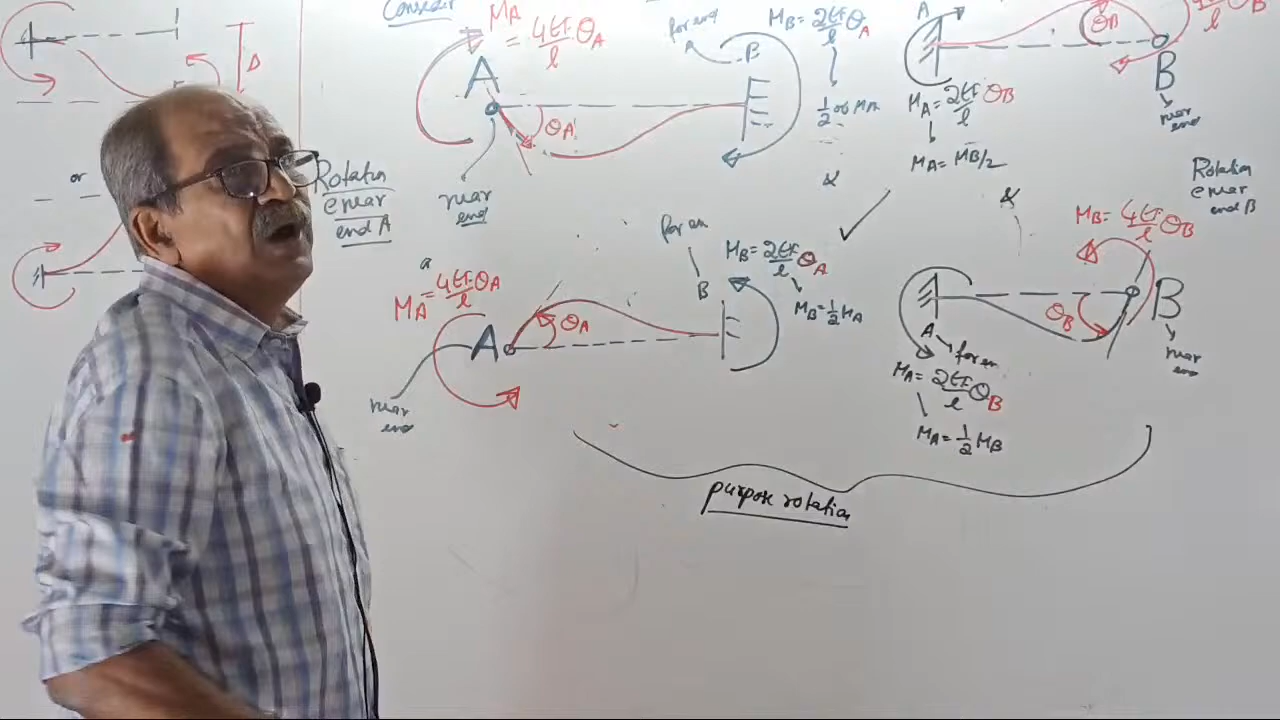 Consider
MA = 4EI/l θA
A
θA
near end
Rotation @ near end A
far end
A
B
MB = 2EI/l θA
1/2 of MA
&
A
θB
B
near end
MA = 2EI/l θB
MA = MB/2
&
Rotation @ near end B
Δ
or
MA = 4EI/l θA
A
θA
near end
far en
B
MB = 2EI/l θA
MB = 1/2 MA
MB = 4EI/l θB
θB
B
near end
A
far en
MA = 2EI/l θB
MA = 1/2 MB
purpose rotation